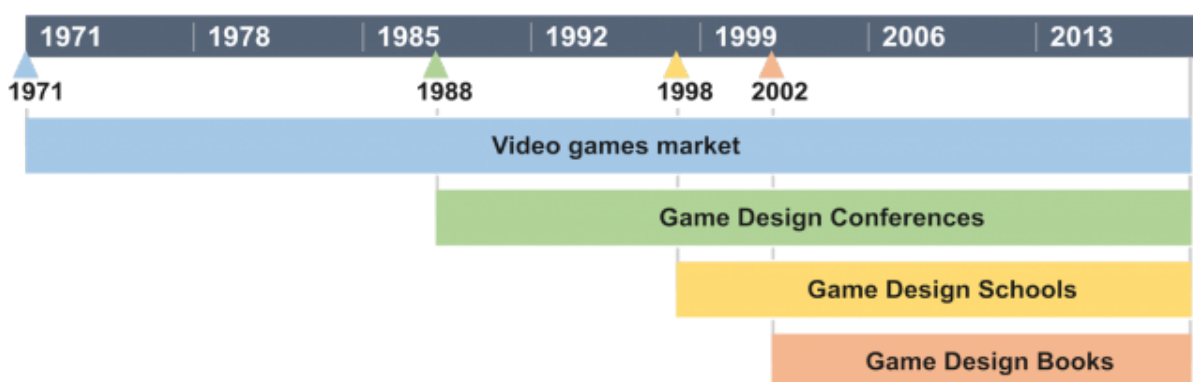 1971 1978 1985 1992 1999 2006 2013
1971 1988 1998 2002
Video games market
Game Design Conferences
Game Design Schools
Game Design Books